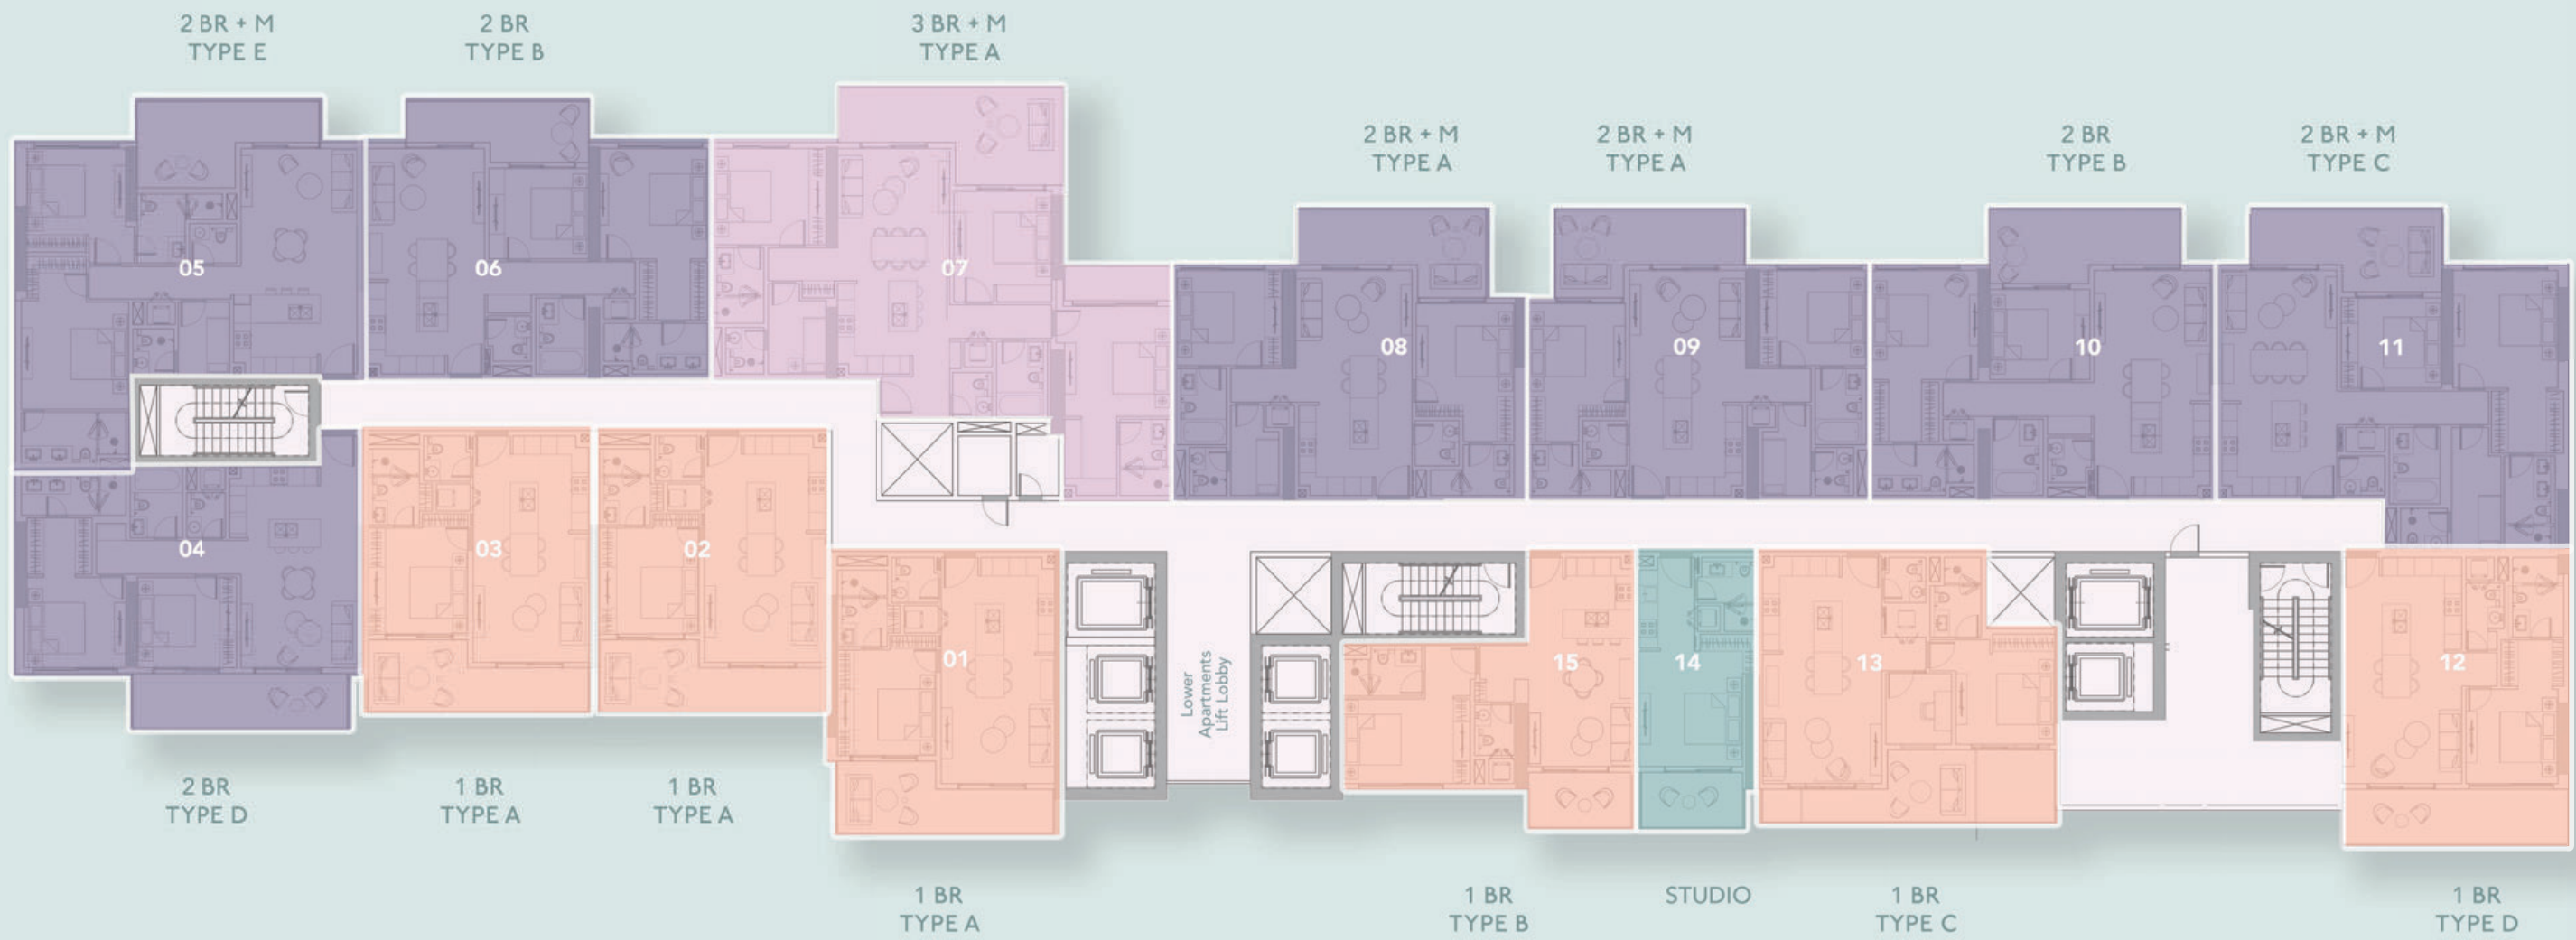 2 BR + M
TYPE E
2 BR
TYPE B
3 BR + M
TYPE A
2 BR + M
TYPE A
2 BR + M
TYPE A
2 BR
TYPE B
2 BR + M
TYPE C
05
06
07
08
09
10
11
04
03
02
01
15
14
13
12
Lower
Apartments
Lift Lobby
2 BR
TYPE D
1 BR
TYPE A
1 BR
TYPE A
1 BR
TYPE A
1 BR
TYPE B
STUDIO
1 BR
TYPE C
1 BR
TYPE D